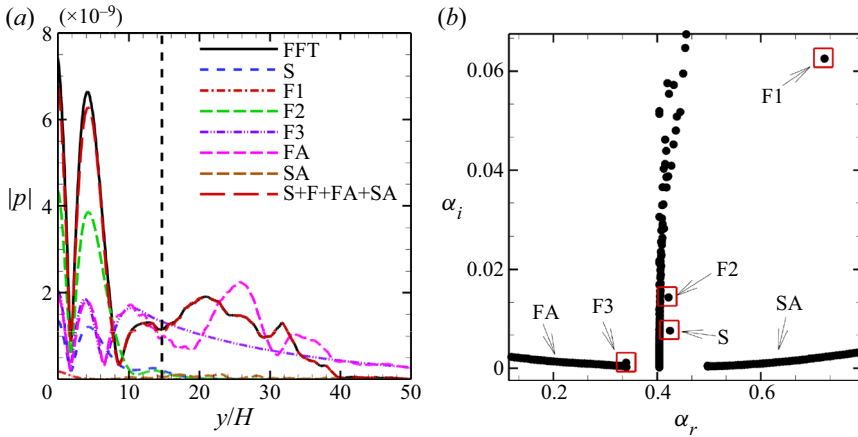 (a)
(×10–9)
8
6
|p| 4
2
0 10 20 30 40 50
y/H
FFT
S
F1
F2
F3
FA
SA
S+F+FA+SA
(b)
0.06
αi 0.04
0.02
0
0.2 0.4 0.6
αr
F1
F2
FA F3 S SA